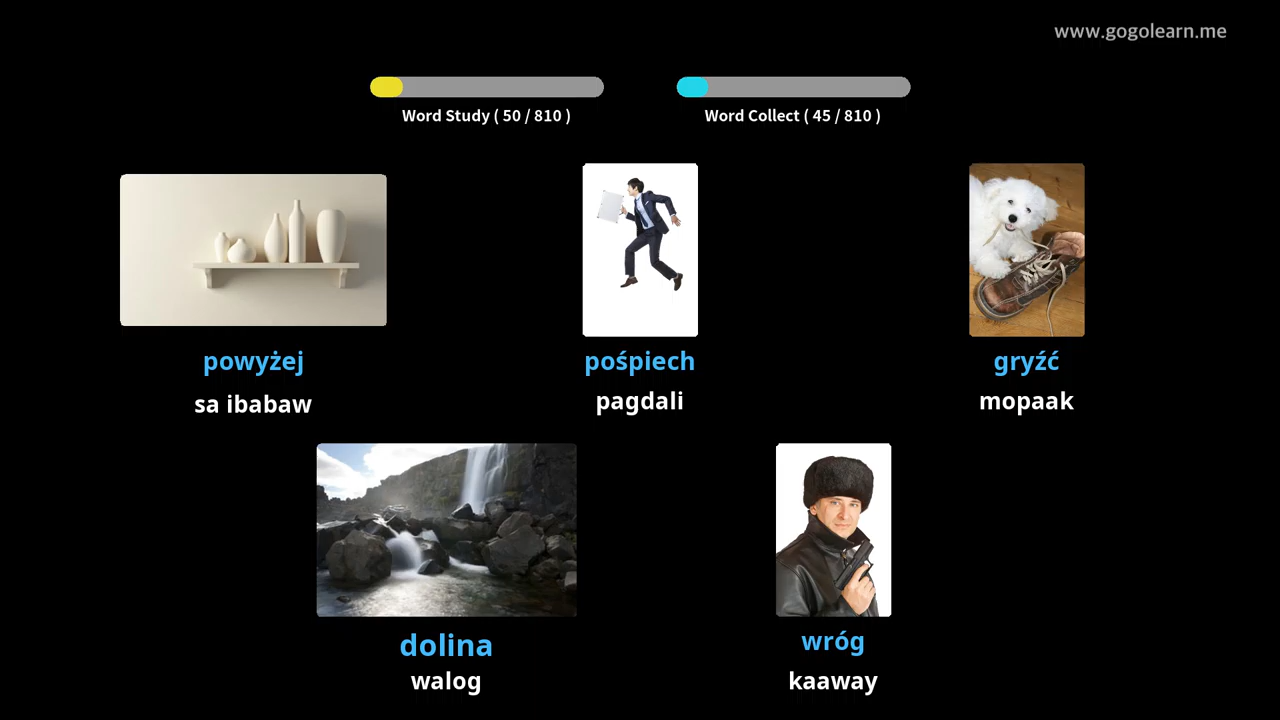 www.gogolearn.me
Word Study ( 50 / 810 )
Word Collect ( 45 / 810 )
powyżej
sa ibabaw
pośpiech
pagdali
gryźć
mopaak
dolina
walog
wróg
kaaway